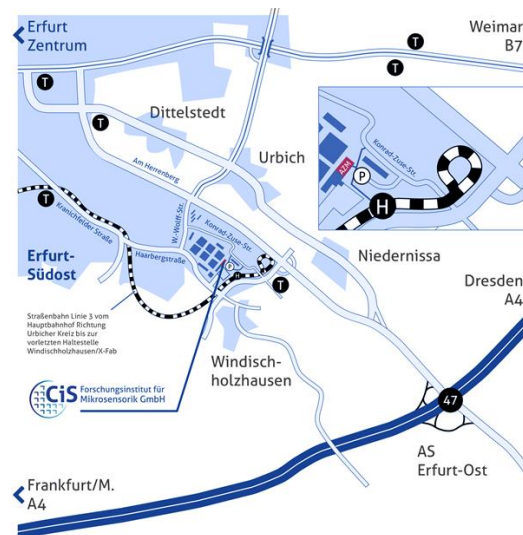 Erfurt
Zentrum
Weimar
B7
T
T
T
T
Dittelstedt
Urbich
Am Herrenberg
Konrad-Zuse-Str.
AZM
P
H
T
Kranichfelder Straße
W.-Wolff-Str.
Konrad-Zuse-Str.
Erfurt-
Südost
Haarbergstraße
P
H
T
Niedernissa
Dresden
A4
Straßenbahn Linie 3 vom
Hauptbahnhof Richtung
Urbicher Kreiz bis zur
vorletzten Haltestelle
Windischholzhausen/X-Fab
Windisch-
holzhausen
CiS Forschungsinstitut für
Mikrosensorik GmbH
47
AS
Erfurt-Ost
Frankfurt/M.
A4